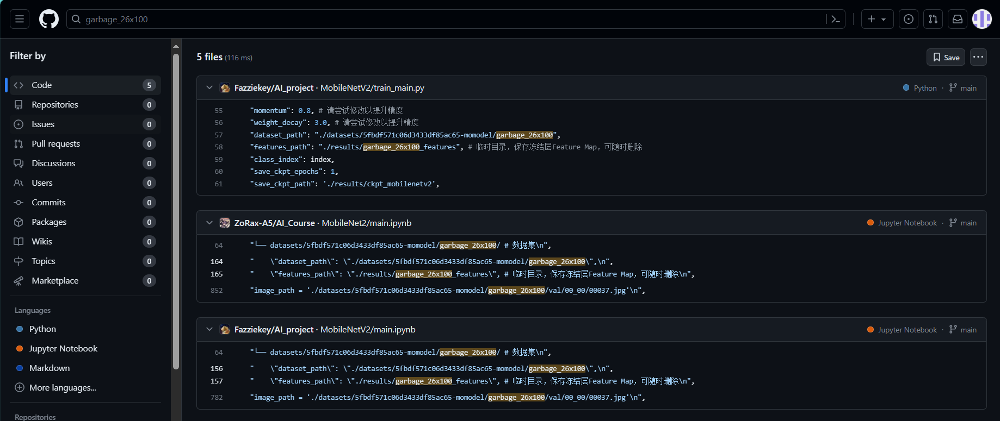 garbage_26x100
Filter by
Code 5
Repositories 0
Issues 0
Pull requests 0
Discussions 0
Users 0
Commits 0
Packages 0
Wikis 0
Topics 0
Marketplace 0
Languages
Python
Jupyter Notebook
Markdown
More languages...
Repositories
5 files (116 ms)
Save
Fazziekey/AI_project · MobileNetV2/train_main.py
Python · main
55 "momentum": 0.8, # 请尝试修改以提升精度
56 "weight_decay": 3.0, # 请尝试修改以提升精度
57 "dataset_path": "./datasets/5fbdf571c06d3433df85ac65-momodel/garbage_26x100",
58 "features_path": "./results/garbage_26x100_features", # 临时目录，保存冻结层Feature Map，可随时删除
59 "class_index": index,
60 "save_ckpt_epochs": 1,
61 "save_ckpt_path": './results/ckpt_mobilenetv2',
ZoRax-A5/AI_Course · MobileNet2/main.ipynb
Jupyter Notebook · main
64 "└── datasets/5fbdf571c06d3433df85ac65-momodel/garbage_26x100/ # 数据集\n",
164 "    \"dataset_path\": \"./datasets/5fbdf571c06d3433df85ac65-momodel/garbage_26x100\",\n",
165 "    \"features_path\": \"./results/garbage_26x100_features\", # 临时目录，保存冻结层Feature Map，可随时删除\n",
852 "image_path = './datasets/5fbdf571c06d3433df85ac65-momodel/garbage_26x100/val/00_00/00037.jpg'\n",
Fazziekey/AI_project · MobileNetV2/main.ipynb
Jupyter Notebook · main
64 "└── datasets/5fbdf571c06d3433df85ac65-momodel/garbage_26x100/ # 数据集\n",
156 "    \"dataset_path\": \"./datasets/5fbdf571c06d3433df85ac65-momodel/garbage_26x100\",\n",
157 "    \"features_path\": \"./results/garbage_26x100_features\", # 临时目录，保存冻结层Feature Map，可随时删除\n",
782 "image_path = './datasets/5fbdf571c06d3433df85ac65-momodel/garbage_26x100/val/00_00/00037.jpg'\n",